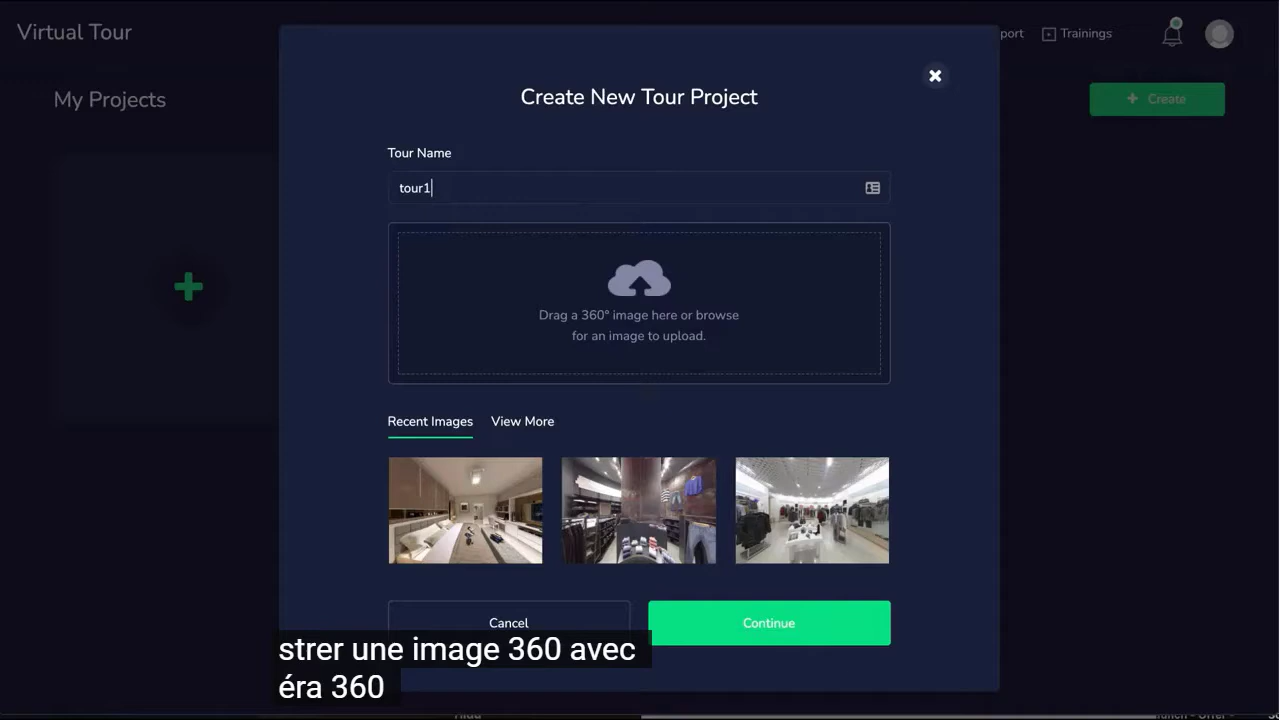 Virtual Tour
port
Trainings
My Projects
Create
Create New Tour Project
Tour Name
tour1
Drag a 360° image here or browse
for an image to upload.
Recent Images
View More
Cancel
Continue
strer une image 360 avec
éra 360